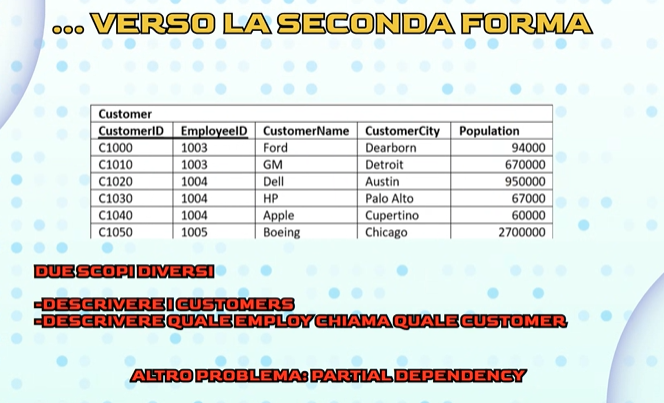 ... VERSO LA SECONDA FORMA
Customer
CustomerID EmployeeID CustomerName CustomerCity Population
C1000 1003 Ford Dearborn 94000
C1010 1003 GM Detroit 670000
C1020 1004 Dell Austin 950000
C1030 1004 HP Palo Alto 67000
C1040 1004 Apple Cupertino 60000
C1050 1005 Boeing Chicago 2700000
DUE SCOPI DIVERSI
-DESCRIVERE I CUSTOMERS
-DESCRIVERE QUALE EMPLOY CHIAMA QUALE CUSTOMER
ALTRO PROBLEMA: PARTIAL DEPENDENCY